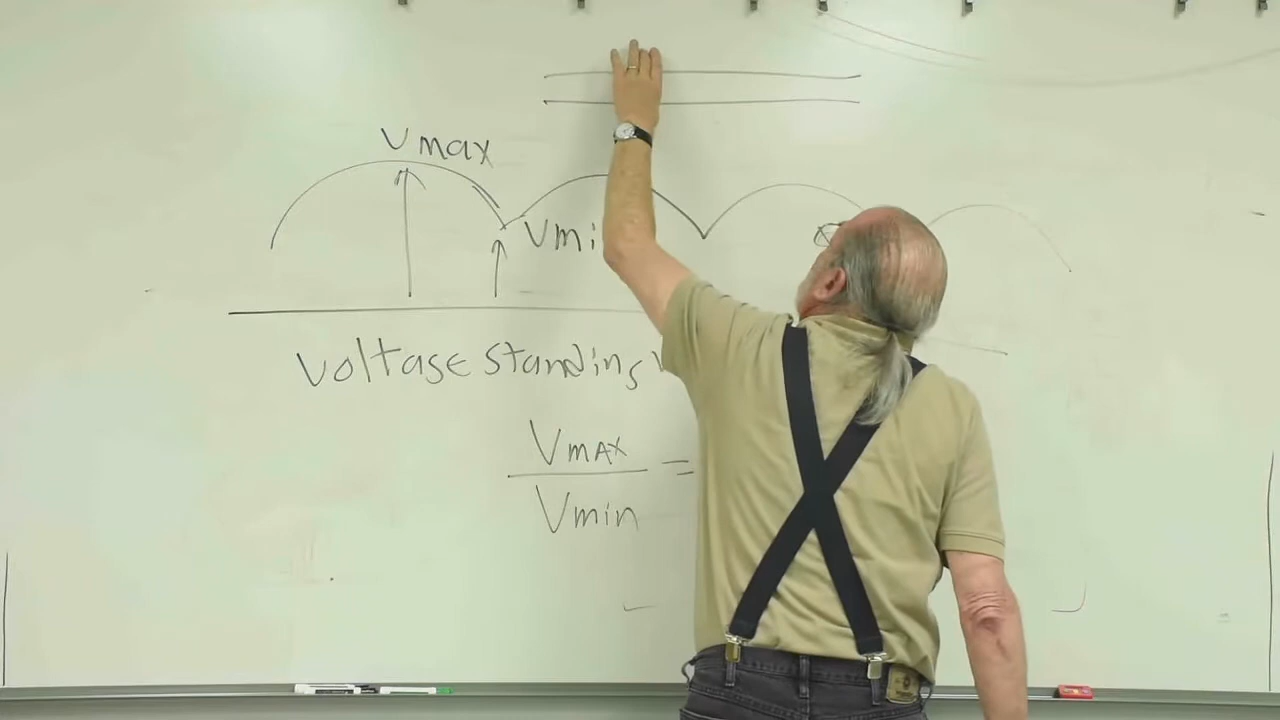 Vmax
Vmi
Voltage Standing
VMAX
=
Vmin